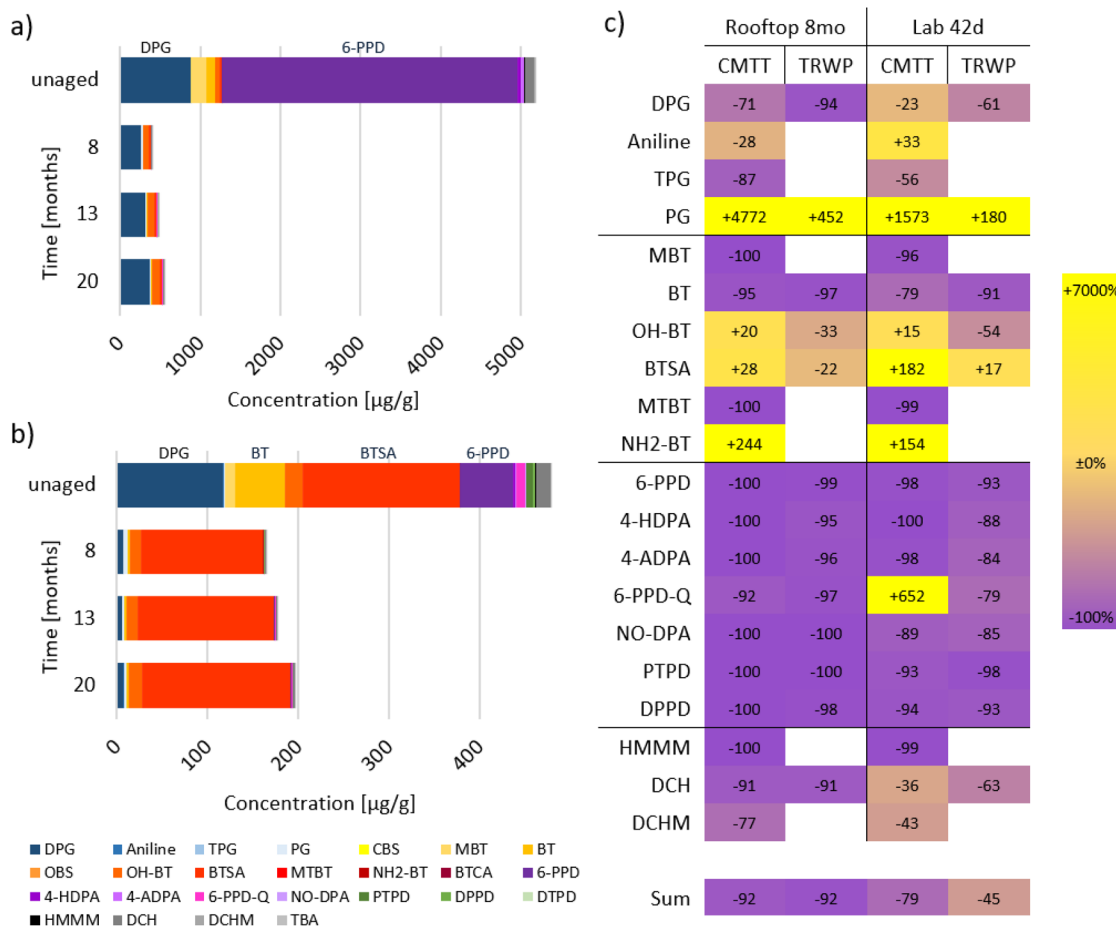 a)
DPG 6-PPD
unaged
8
13
20
Time [months]
0 1000 2000 3000 4000 5000
Concentration [µg/g]
b)
DPG BT BTSA 6-PPD
unaged
8
13
20
Time [months]
0 100 200 300 400
Concentration [µg/g]
DPG Aniline TPG PG CBS MBT BT
OBS OH-BT BTSA MTBT NH2-BT BTCA 6-PPD
4-HDPA 4-ADPA 6-PPD-Q NO-DPA PTPD DPPD DTPD
HMMM DCH DCHM TBA
c)
Rooftop 8mo Lab 42d
CMTT TRWP CMTT TRWP
DPG -71 -94 -23 -61
Aniline -28 +33
TPG -87 -56
PG +4772 +452 +1573 +180
MBT -100 -96
BT -95 -97 -79 -91
OH-BT +20 -33 +15 -54
BTSA +28 -22 +182 +17
MTBT -100 -99
NH2-BT +244 +154
6-PPD -100 -99 -98 -93
4-HDPA -100 -95 -100 -88
4-ADPA -100 -96 -98 -84
6-PPD-Q -92 -97 +652 -79
NO-DPA -100 -100 -89 -85
PTPD -100 -100 -93 -98
DPPD -100 -98 -94 -93
HMMM -100 -99
DCH -91 -91 -36 -63
DCHM -77 -43
Sum -92 -92 -79 -45
+7000%
±0%
-100%